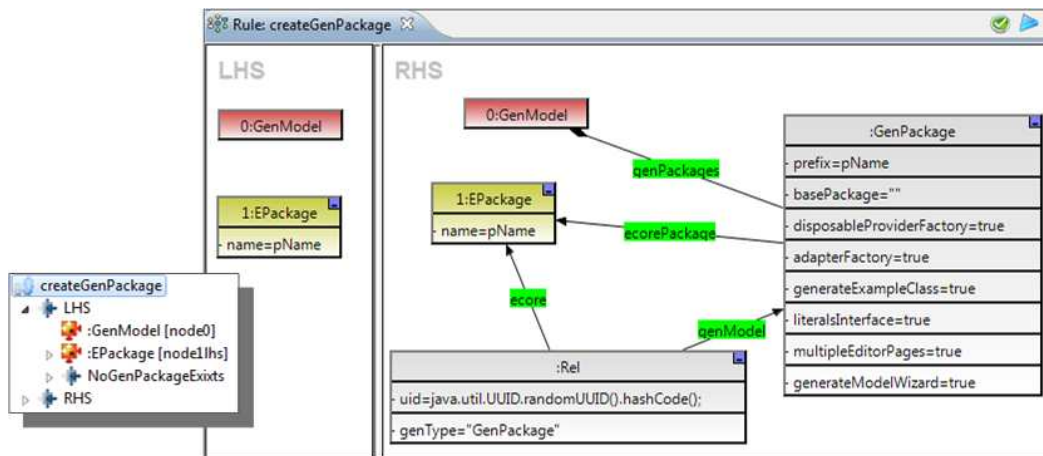 Rule: createGenPackage
LHS
RHS
0:GenModel
0:GenModel
:GenPackage
prefix=pName
basePackage=""
disposableProviderFactory=true
adapterFactory=true
generateExampleClass=true
literalsInterface=true
multipleEditorPages=true
generateModelWizard=true
genPackages
1:EPackage
name=pName
1:EPackage
name=pName
ecorePackage
ecore
genModel
:Rel
uid=java.util.UUID.randomUUID().hashCode();
genType="GenPackage"
createGenPackage
LHS
:GenModel [node0]
:EPackage [node1lhs]
NoGenPackageExixts
RHS